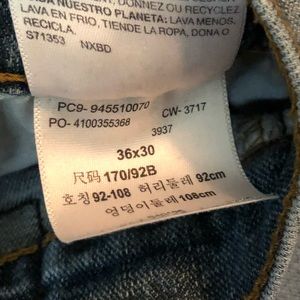 A NUESTRO PLANETA: LAVA MENOS,
LAVA EN FRIO, TIENDE LA ROPA, DONA O
S71353 NXBD
PC9- 945510070 CW- 3717
PO- 4100355368 3937
36x30
尺码 170/92B
호칭 92-108 허리둘레 92cm
엉덩이둘레 108cm